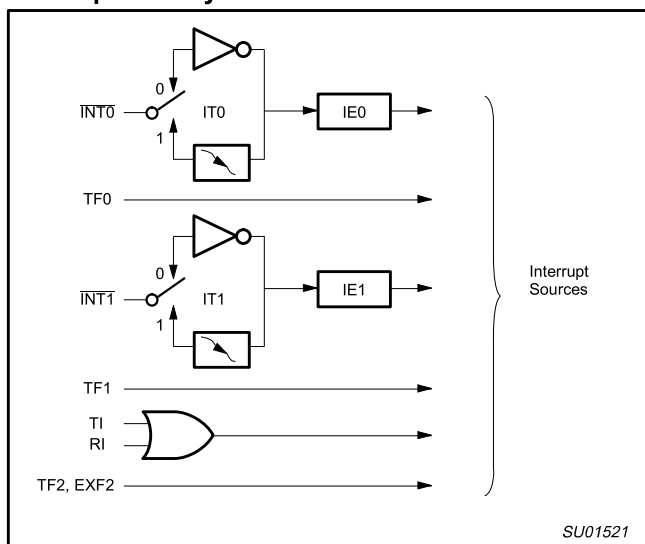 0
INT0
IT0
IE0
1
TF0
0
INT1
IT1
IE1
1
Interrupt
Sources
TF1
TI
RI
TF2, EXF2
SU01521